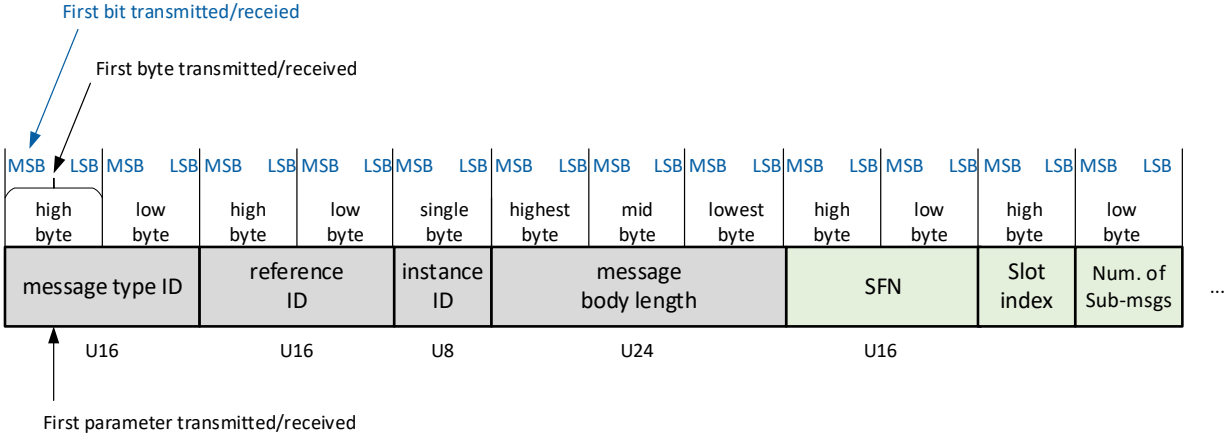 First bit transmitted/receied
First byte transmitted/received
MSB LSB MSB LSB MSB LSB MSB LSB MSB LSB MSB LSB MSB LSB MSB LSB MSB LSB MSB LSB MSB LSB MSB LSB
high low high low single highest mid lowest high low high low
byte byte byte byte byte byte byte byte byte byte byte byte
message type ID
reference
ID
instance
ID
message
body length
SFN
Slot
index
Num. of
Sub-msgs
...
U16 U16 U8 U24 U16
First parameter transmitted/received